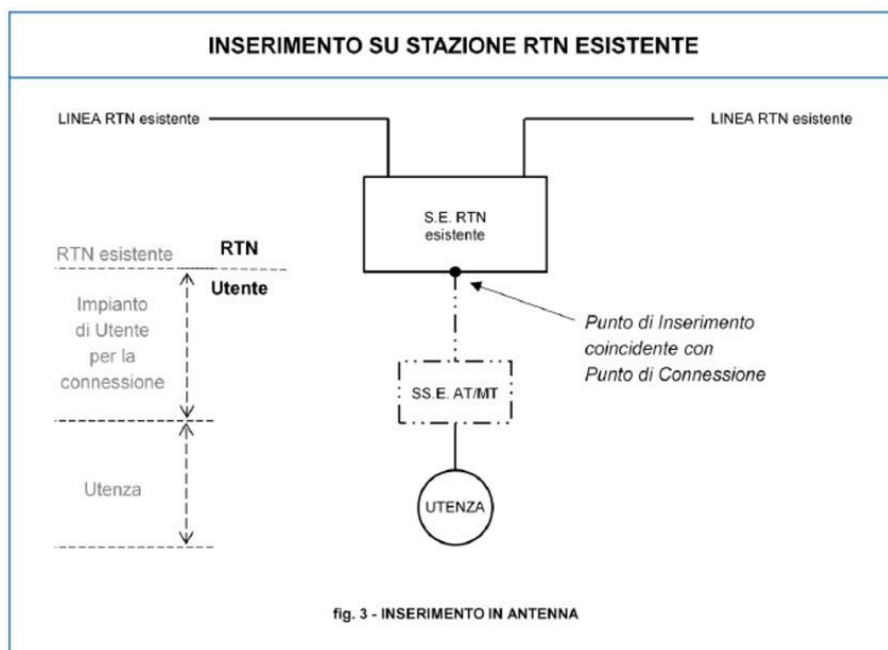 INSERIMENTO SU STAZIONE RTN ESISTENTE
LINEA RTN esistente
LINEA RTN esistente
S.E. RTN
esistente
RTN esistente
RTN
Utente
Impianto
di Utente
per la
connessione
Punto di Inserimento
coincidente con
Punto di Connessione
SS.E. AT/MT
Utenza
UTENZA
fig. 3 - INSERIMENTO IN ANTENNA